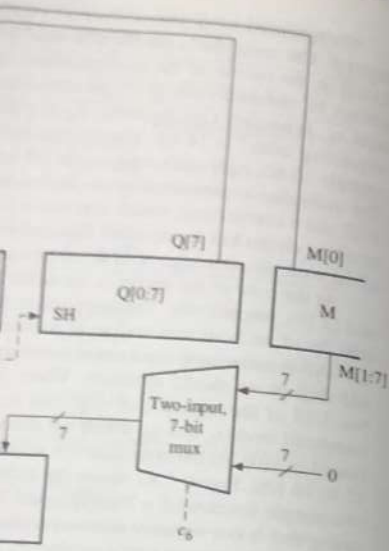 Q[7]
M[0]
Q[0:7]
SH
M
M[1:7]
7
Two-input,
7-bit
mux
7
7
0
c6